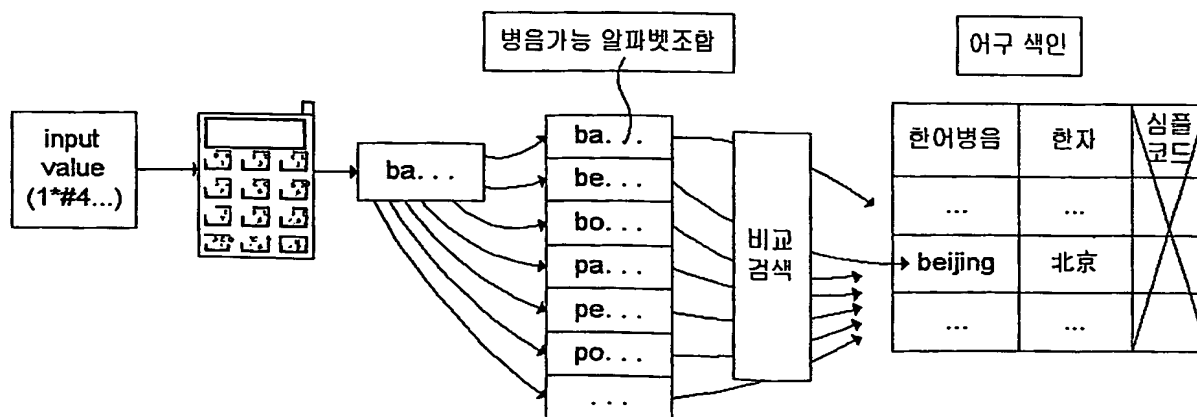 병음가능 알파벳조합
어구 색인
input
value
(1*#4...)
ba. . .
ba. . .
be. . .
bo. . .
pa. . .
pe. . .
po. . .
. . .
비교
검색
한어병음 한자 심플
코드
... ...
beijing 北京
... ...